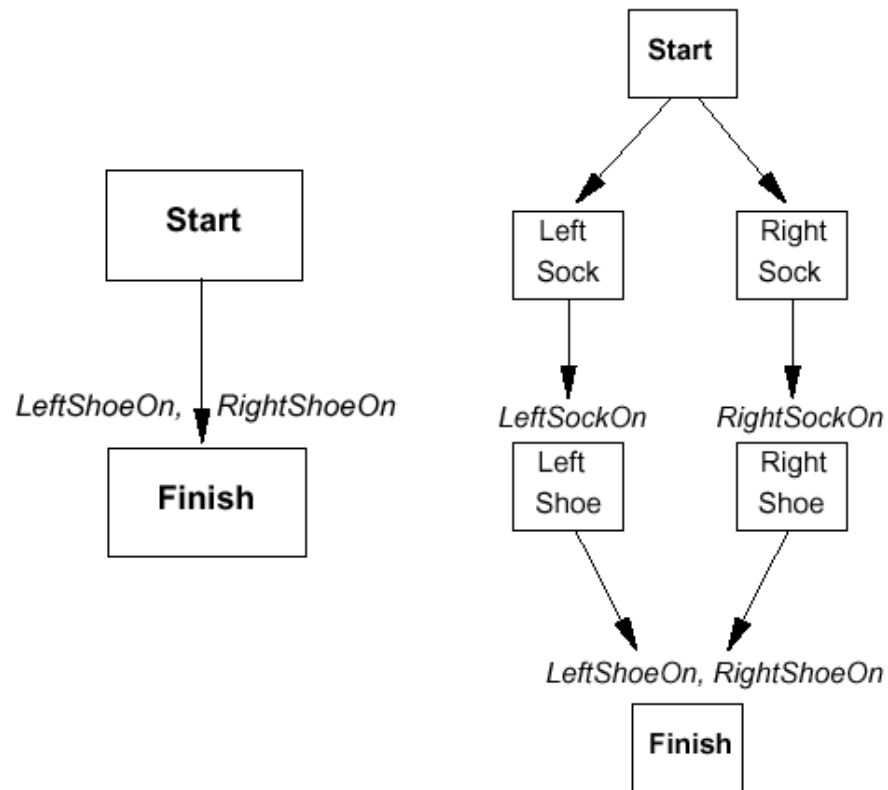 Start
LeftShoeOn, RightShoeOn
Finish
Start
Left
Sock
Right
Sock
LeftSockOn
RightSockOn
Left
Shoe
Right
Shoe
LeftShoeOn, RightShoeOn
Finish